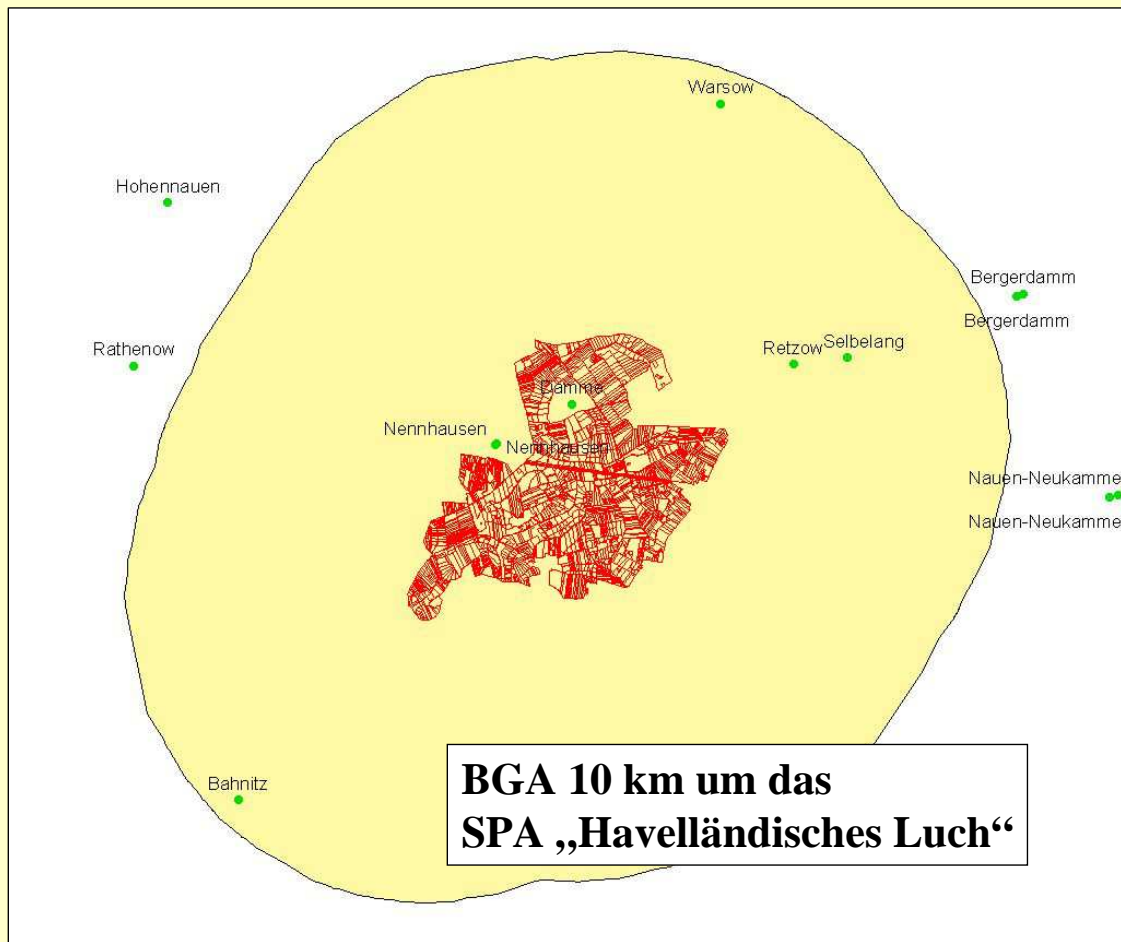 Warsow
Hohennauen
Bergerdamm
Bergerdamm
Rathenow
Retzow
Selbelang
Damme
Nennhausen
Nennhausen
Nauen-Neukamme
Nauen-Neukamme
Bahnitz
BGA 10 km um das
SPA „Havelländisches Luch“